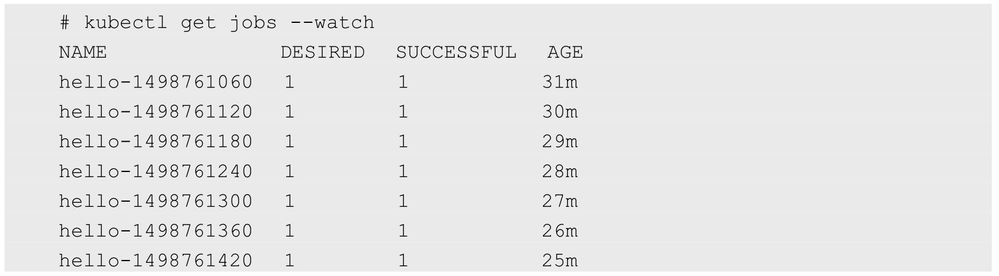 # kubectl get jobs --watch
NAME DESIRED SUCCESSFUL AGE
hello-1498761060 1 1 31m
hello-1498761120 1 1 30m
hello-1498761180 1 1 29m
hello-1498761240 1 1 28m
hello-1498761300 1 1 27m
hello-1498761360 1 1 26m
hello-1498761420 1 1 25m